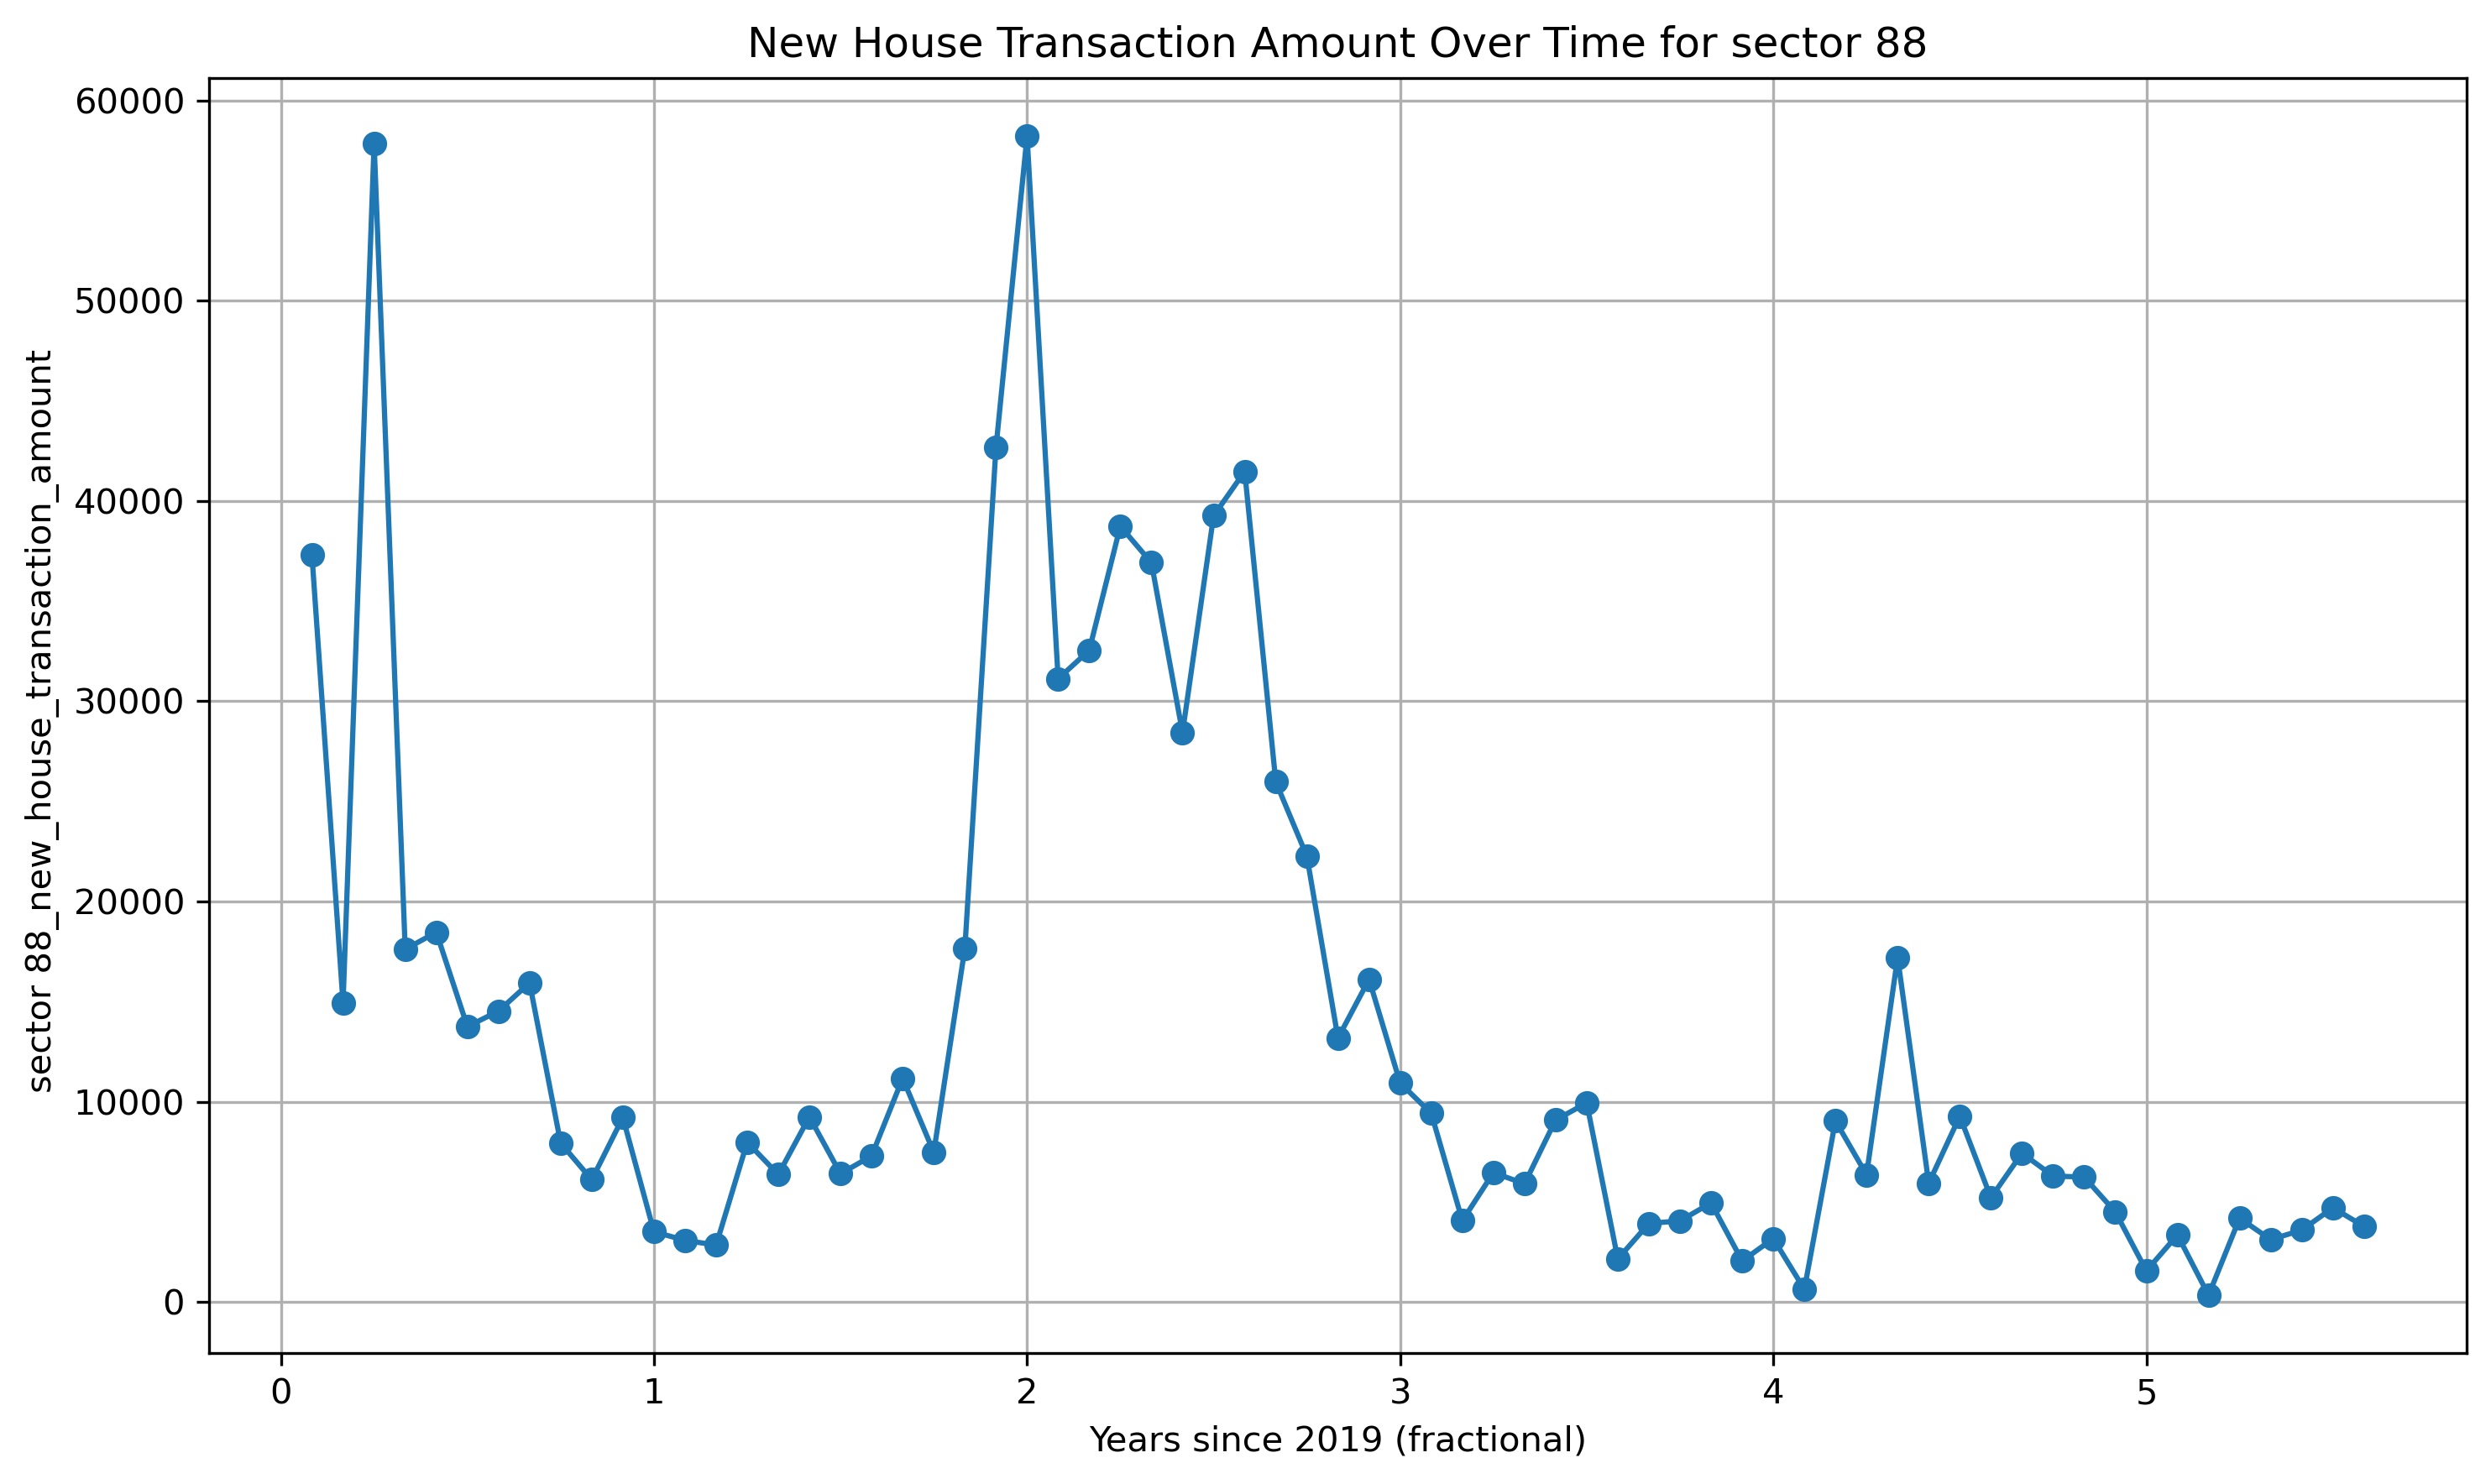 New House Transaction Amount Over Time for sector 88
sector 88_new_house_transaction_amount
60000
50000
40000
30000
20000
10000
0
0 1 2 3 4 5
Years since 2019 (fractional)